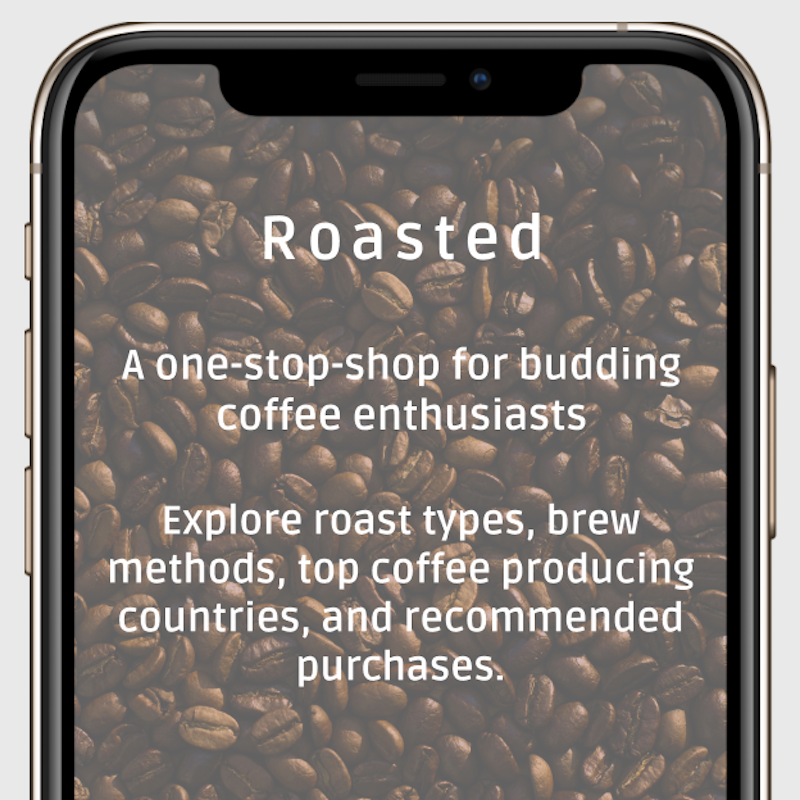 Roasted
A one-stop-shop for budding
coffee enthusiasts
Explore roast types, brew
methods, top coffee producing
countries, and recommended
purchases.